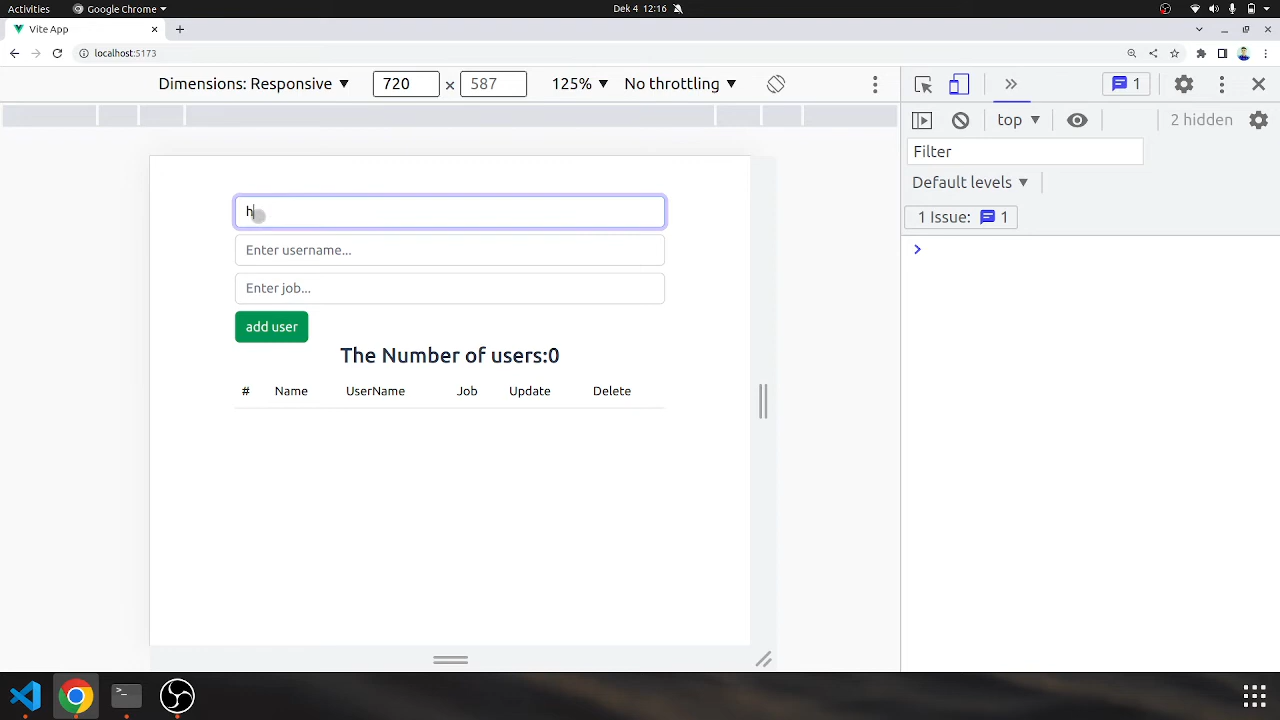 Activities Google Chrome Dek 4 12:16
Vite App
localhost:5173
Dimensions: Responsive 720 × 587 125% No throttling 1
top 2 hidden
Filter
Default levels
1 Issue: 1
h
Enter username...
Enter job...
add user
The Number of users:0
# Name UserName Job Update Delete